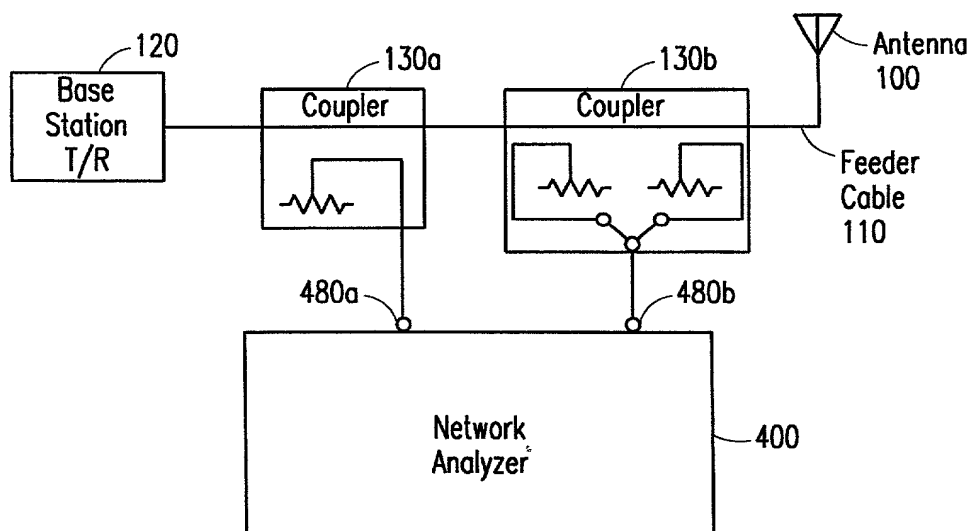 120
Base
Station
T/R
130a
Coupler
130b
Coupler
Antenna
100
Feeder
Cable
110
480a
480b
Network
Analyzer
400